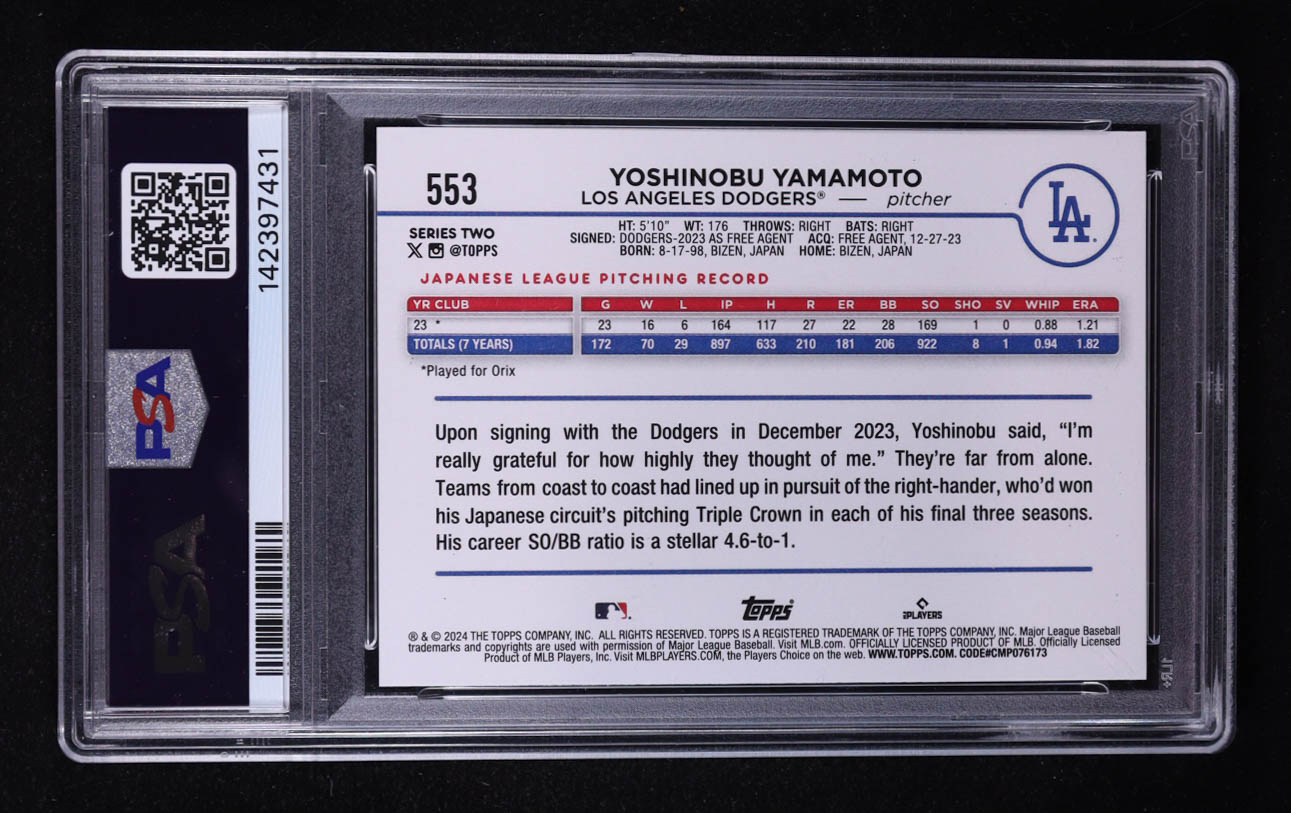 142397431
PSA
PSA
553
YOSHINOBU YAMAMOTO
LOS ANGELES DODGERS® — pitcher
LA
SERIES TWO
X @TOPPS
HT: 5'10" WT: 176 THROWS: RIGHT BATS: RIGHT
SIGNED: DODGERS-2023 AS FREE AGENT ACQ: FREE AGENT, 12-27-23
BORN: 8-17-98, BIZEN, JAPAN HOME: BIZEN, JAPAN
JAPANESE LEAGUE PITCHING RECORD
YR CLUB G W L IP H R ER BB SO SHO SV WHIP ERA
23 * 23 16 6 164 117 27 22 28 169 1 0 0.88 1.21
TOTALS (7 YEARS) 172 70 29 897 633 210 181 206 922 8 1 0.94 1.82
*Played for Orix
Upon signing with the Dodgers in December 2023, Yoshinobu said, “I’m
really grateful for how highly they thought of me.” They’re far from alone.
Teams from coast to coast had lined up in pursuit of the right-hander, who’d won
his Japanese circuit’s pitching Triple Crown in each of his final three seasons.
His career SO/BB ratio is a stellar 4.6-to-1.
Topps
PLAYERS
® & © 2024 THE TOPPS COMPANY, INC. ALL RIGHTS RESERVED. TOPPS IS A REGISTERED TRADEMARK OF THE TOPPS COMPANY, INC. Major League Baseball
trademarks and copyrights are used with permission of Major League Baseball. Visit MLB.com. OFFICIALLY LICENSED PRODUCT OF MLB. Officially Licensed
Product of MLB Players, Inc. Visit MLBPLAYERS.COM, the Players Choice on the web. WWW.TOPPS.COM. CODE#CMP076173